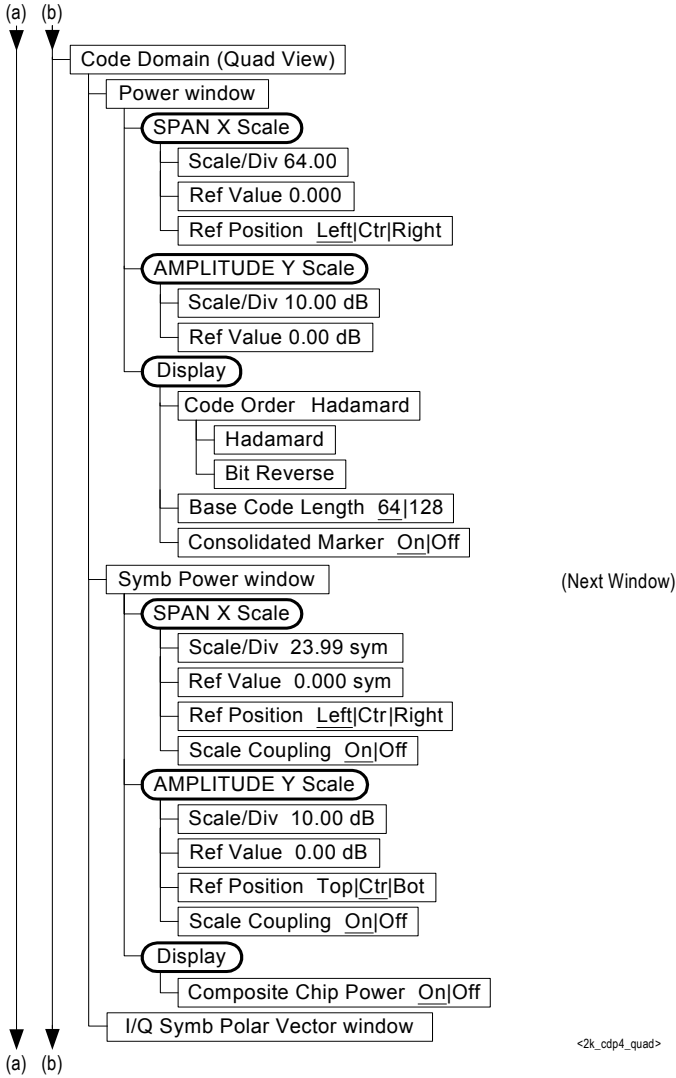 (a) (b)
Code Domain (Quad View)
Power window
SPAN X Scale
Scale/Div 64.00
Ref Value 0.000
Ref Position Left|Ctr|Right
AMPLITUDE Y Scale
Scale/Div 10.00 dB
Ref Value 0.00 dB
Display
Code Order Hadamard
Hadamard
Bit Reverse
Base Code Length 64|128
Consolidated Marker On|Off
Symb Power window (Next Window)
SPAN X Scale
Scale/Div 23.99 sym
Ref Value 0.000 sym
Ref Position Left|Ctr|Right
Scale Coupling On|Off
AMPLITUDE Y Scale
Scale/Div 10.00 dB
Ref Value 0.00 dB
Ref Position Top|Ctr|Bot
Scale Coupling On|Off
Display
Composite Chip Power On|Off
I/Q Symb Polar Vector window
<2k_cdp4_quad>
(a) (b)